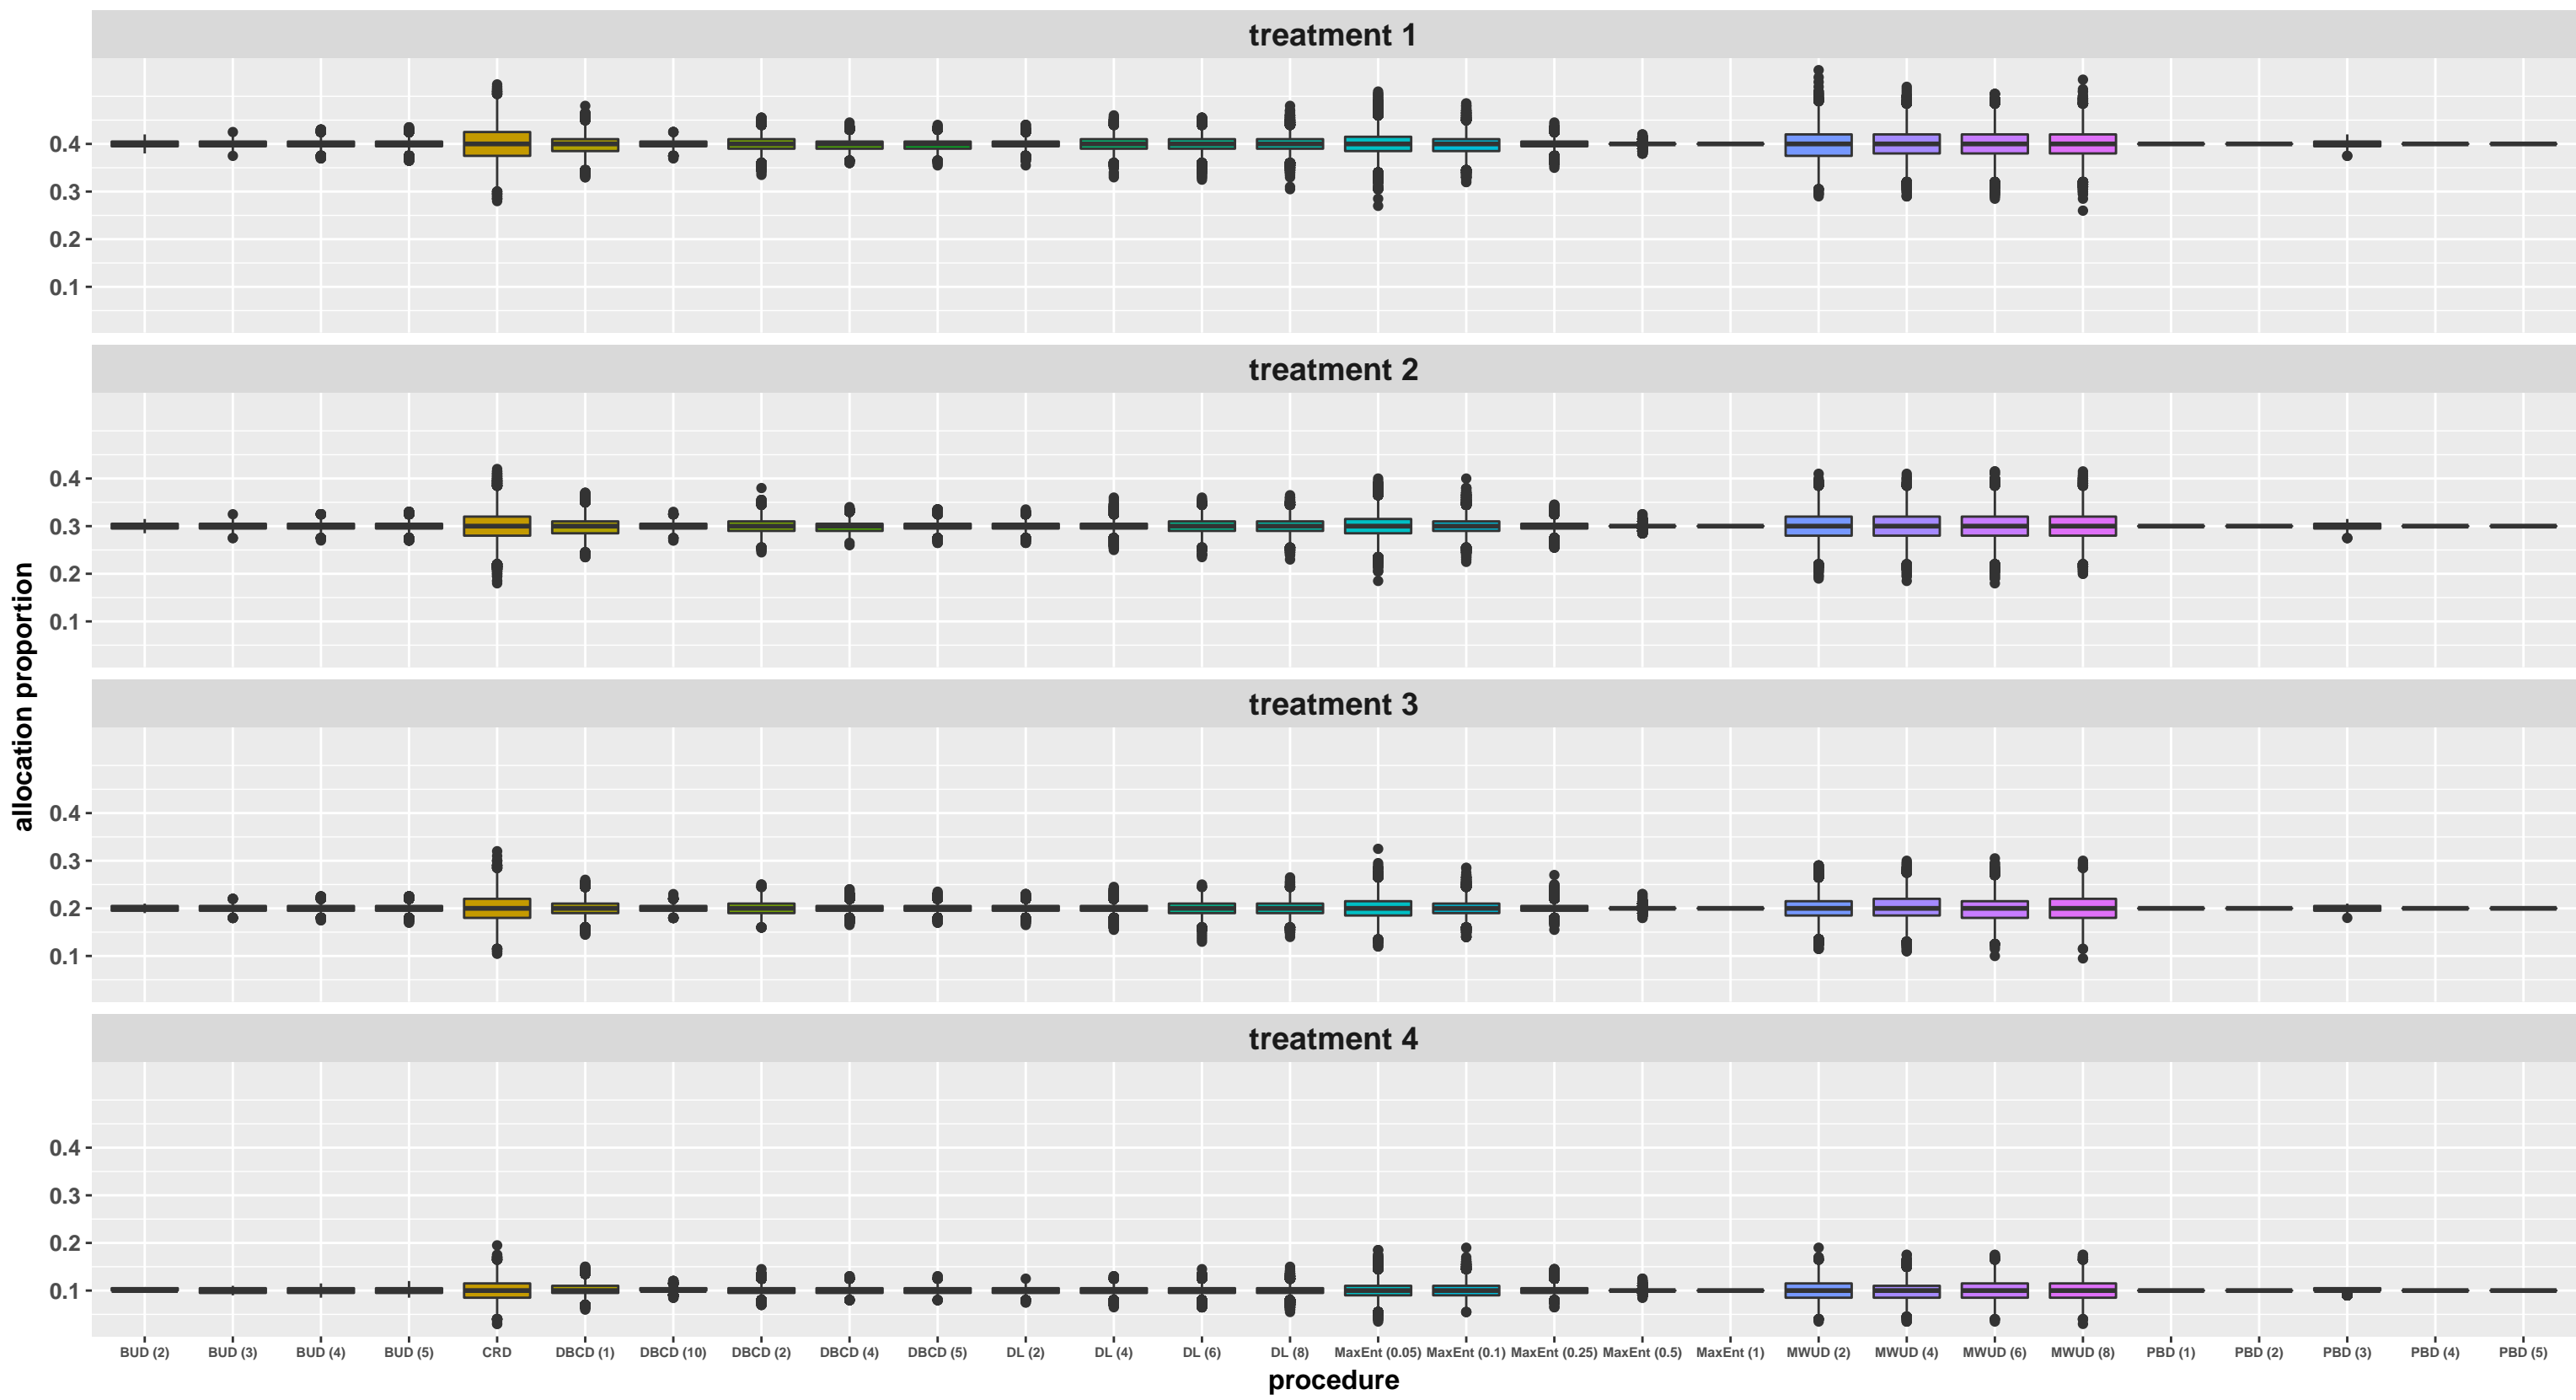 treatment 1
0.4
0.3
0.2
0.1
treatment 2
0.4
0.3
0.2
0.1
treatment 3
0.4
0.3
0.2
0.1
treatment 4
0.4
0.3
0.2
0.1
allocation proportion
BUD (2) BUD (3) BUD (4) BUD (5) CRD DBCD (1) DBCD (10) DBCD (2) DBCD (4) DBCD (5) DL (2) DL (4) DL (6) DL (8) MaxEnt (0.05) MaxEnt (0.1) MaxEnt (0.25) MaxEnt (0.5) MaxEnt (1) MWUD (2) MWUD (4) MWUD (6) MWUD (8) PBD (1) PBD (2) PBD (3) PBD (4) PBD (5)
procedure